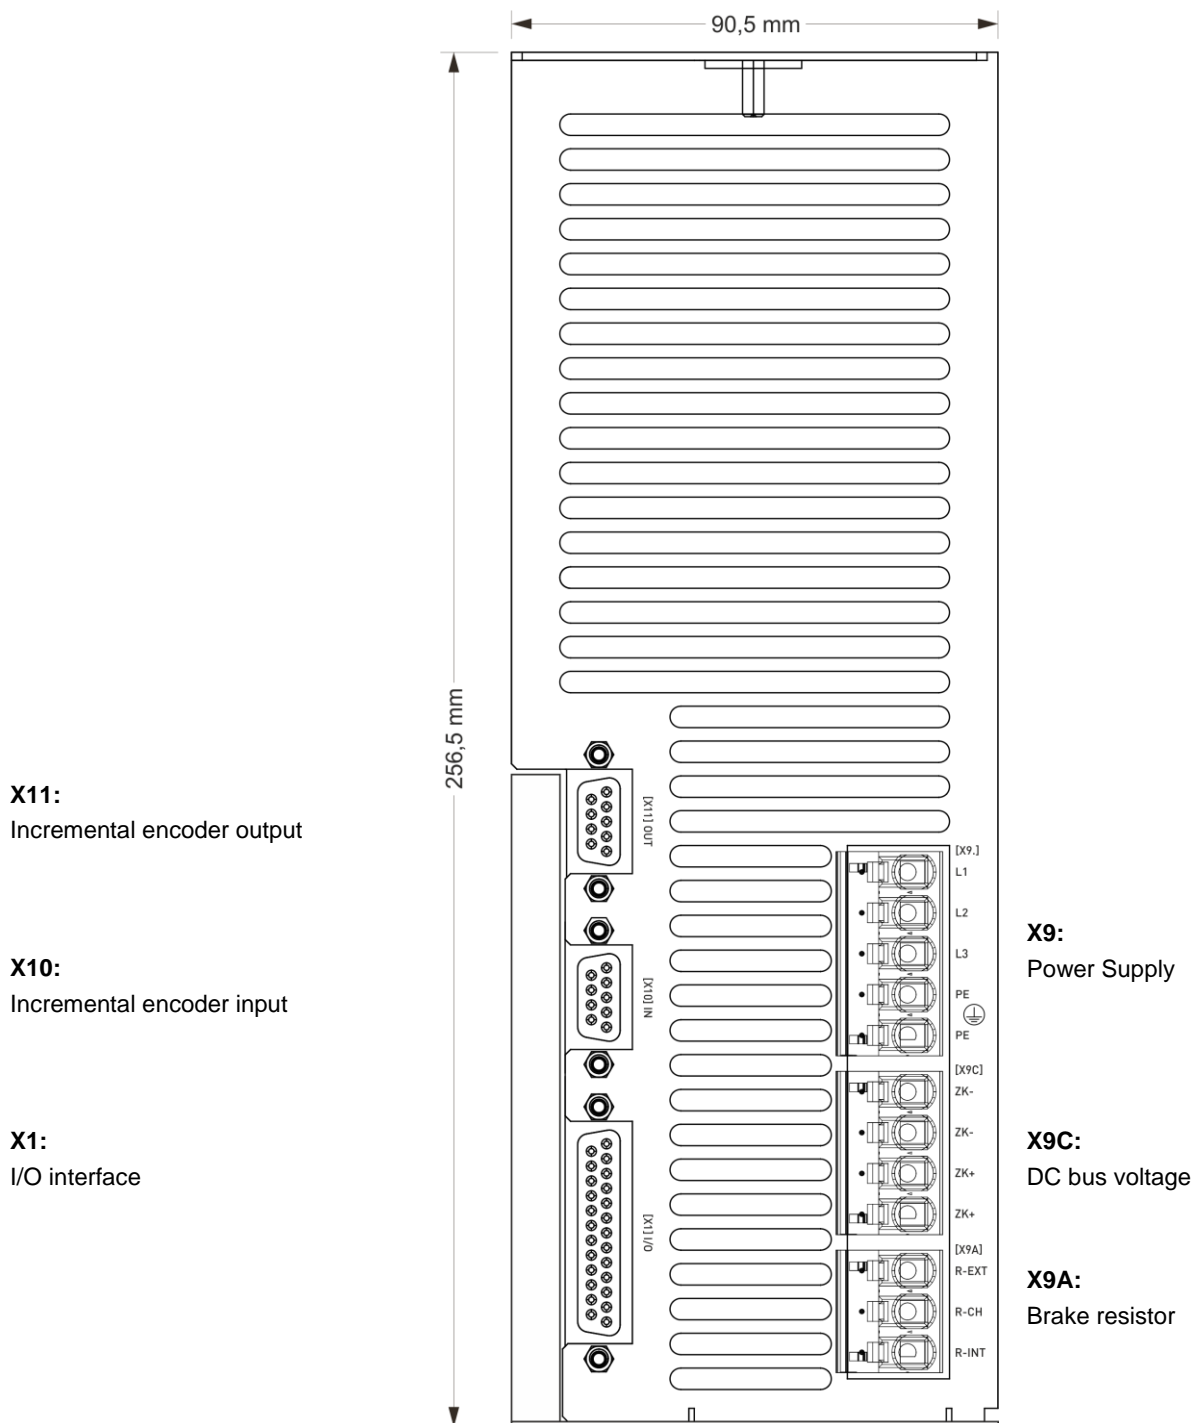 90,5 mm
256,5 mm
X11:
Incremental encoder output
[X11] OUT
X10:
Incremental encoder input
[X10] IN
X1:
I/O interface
[X1] I/O
[X9.]
L1
L2
L3
PE
PE
X9:
Power Supply
[X9C]
ZK-
ZK-
ZK+
ZK+
X9C:
DC bus voltage
[X9A]
R-EXT
R-CH
R-INT
X9A:
Brake resistor